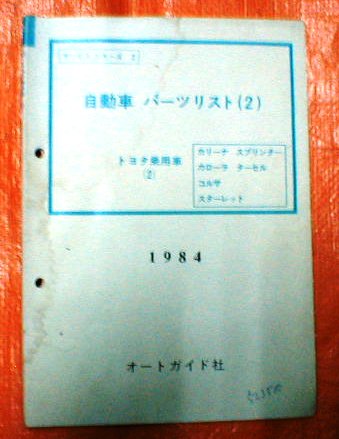 自動車 パーツリスト(2)
トヨタ乗用車
(2)
カリーナ スプリンター
カローラ ターセル
コルサ
スターレット
1984
オートガイド社